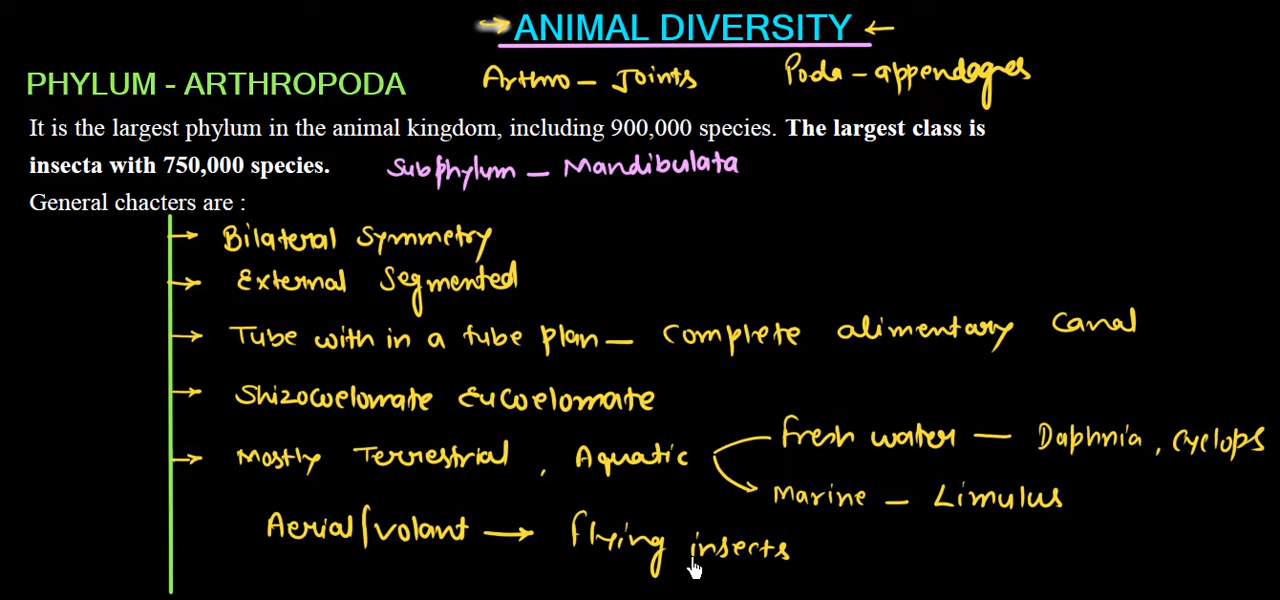 ANIMAL DIVERSITY
PHYLUM - ARTHROPODA Arthro - Joints Poda - appendages
It is the largest phylum in the animal kingdom, including 900,000 species. The largest class is
insecta with 750,000 species. Subphylum - Mandibulata
General chacters are :
Bilateral Symmetry
External Segmented
Tube with in a tube plan - Complete alimentary Canal
Shizocoelomate Eucoelomate
Mostly Terrestrial, Aquatic Fresh water - Daphnia, Cyclops
Marine - Limulus
Aerial/volant → flying insects